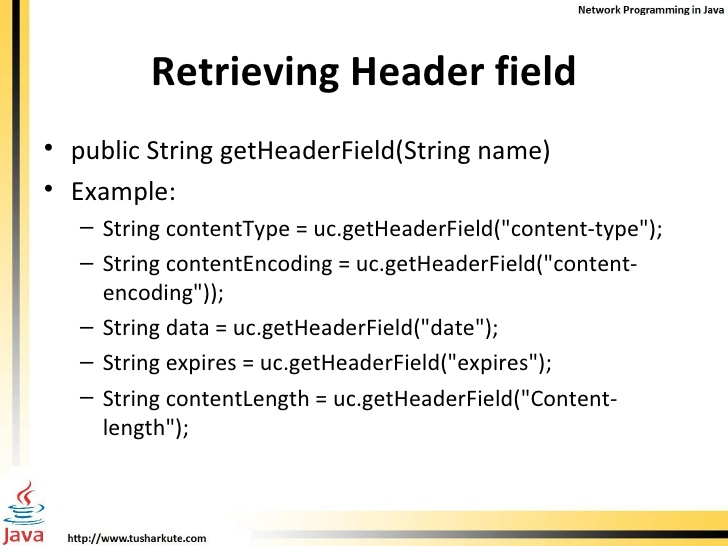 Network Programming in Java
Retrieving Header field
• public String getHeaderField(String name)
• Example:
– String contentType = uc.getHeaderField("content-type");
– String contentEncoding = uc.getHeaderField("content-
encoding"));
– String data = uc.getHeaderField("date");
– String expires = uc.getHeaderField("expires");
– String contentLength = uc.getHeaderField("Content-
length");
Java
http://www.tusharkute.com